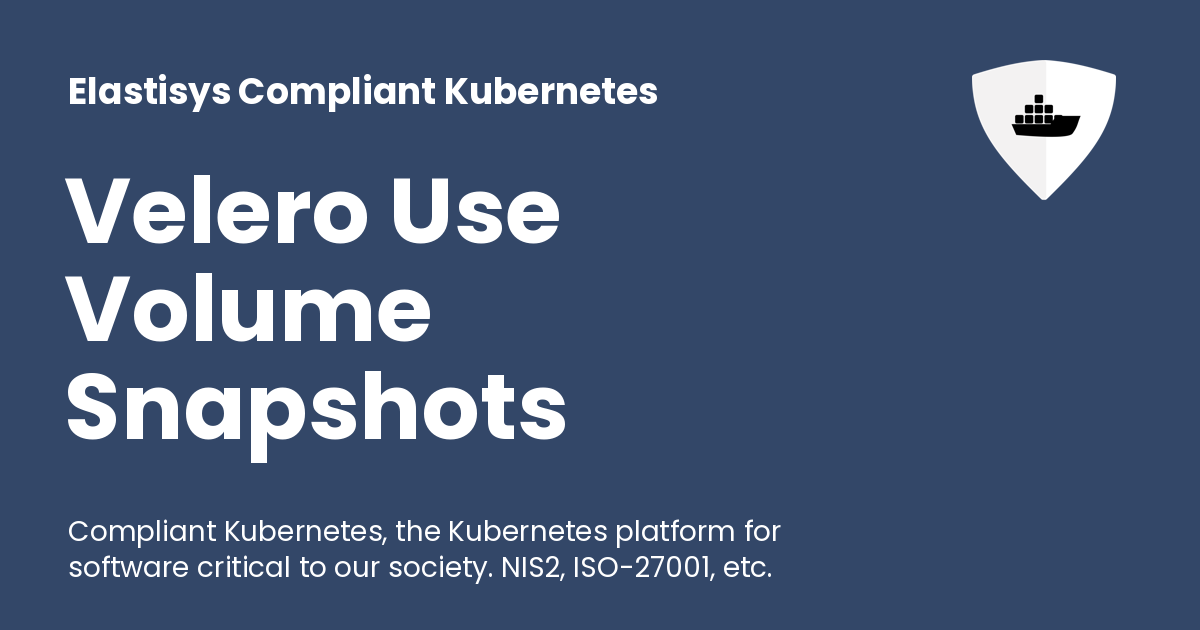 Elastisys Compliant Kubernetes
Velero Use
Volume
Snapshots
Compliant Kubernetes, the Kubernetes platform for
software critical to our society. NIS2, ISO-27001, etc.